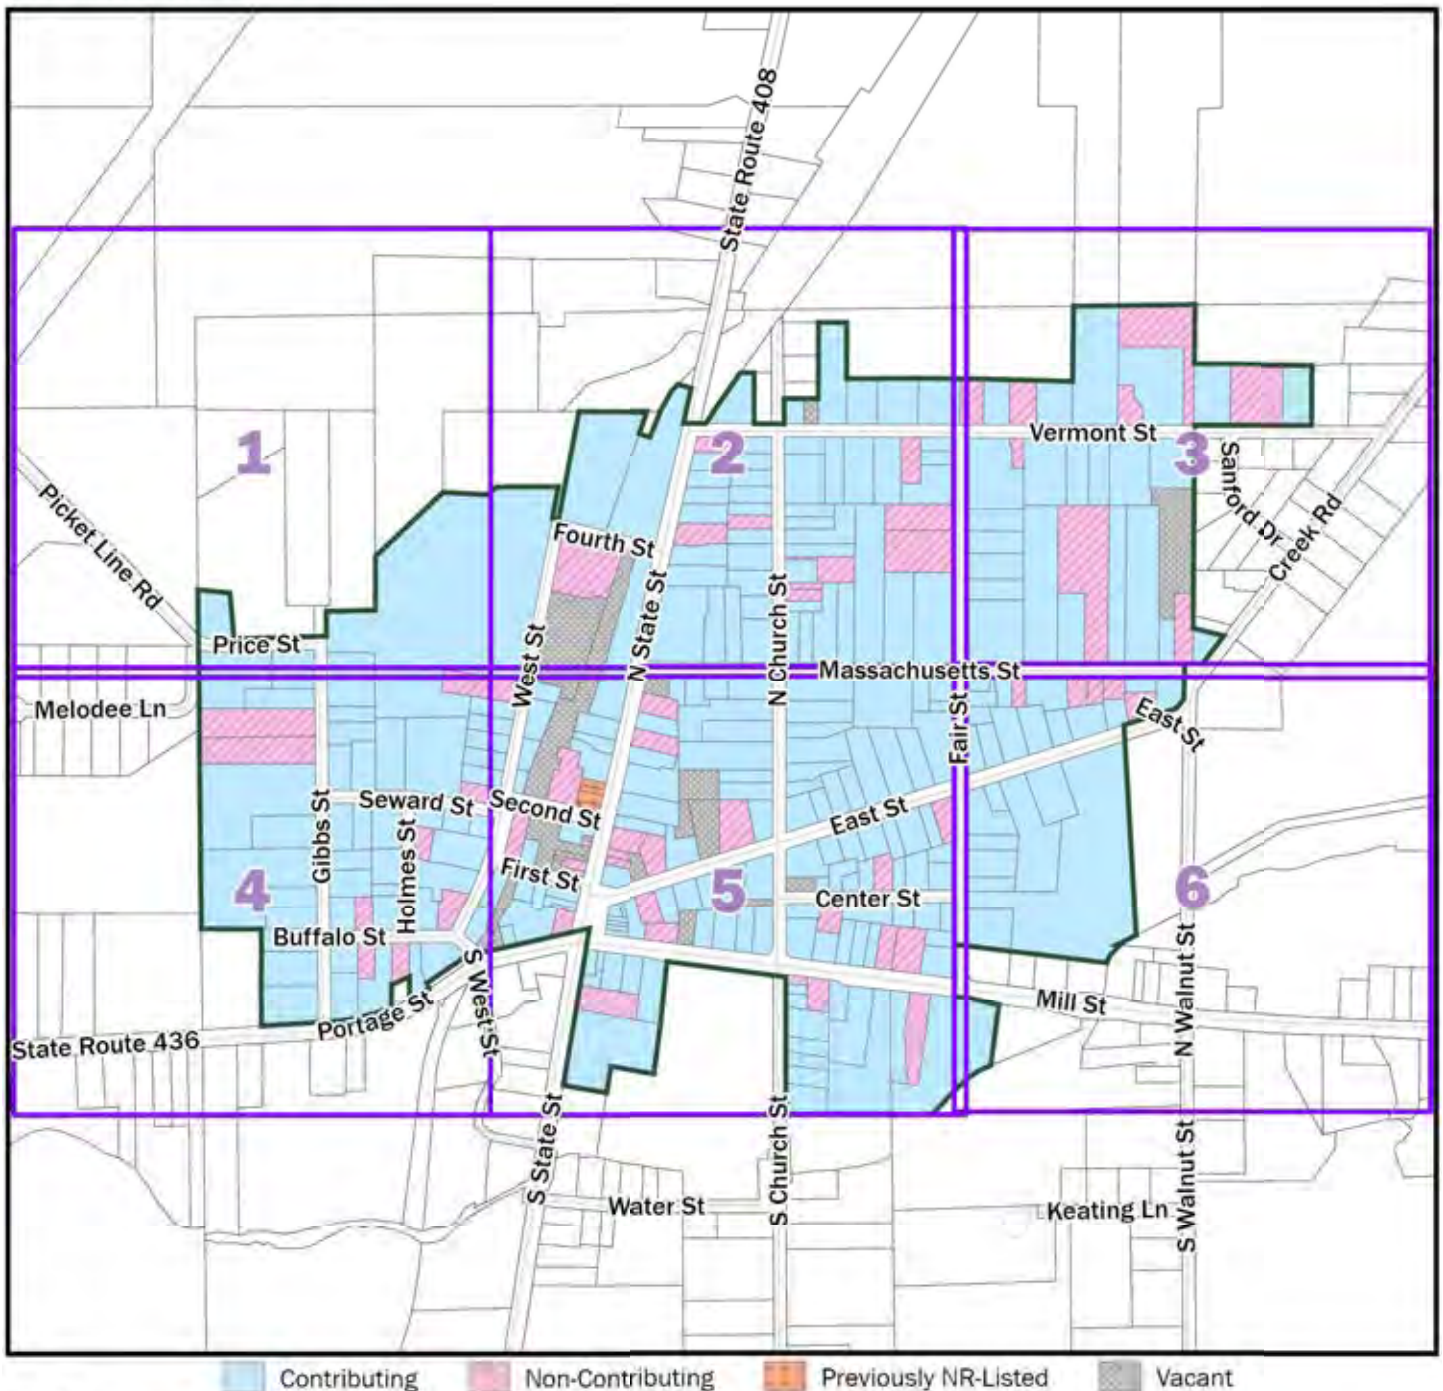 State Route 408
1
2
3
Vermont St
Sanford Dr
Creek Rd
Picket Line Rd
Fourth St
Price St
West St
N State St
N Church St
Massachusetts St
Melodee Ln
Fair St
East St
Seward St
Second St
Gibbs St
Holmes St
East St
First St
4
5
6
Center St
Buffalo St
S West St
Portage St
Mill St
N Walnut St
State Route 436
S State St
S Church St
S Walnut St
Water St
Keating Ln
Contributing
Non-Contributing
Previously NR-Listed
Vacant